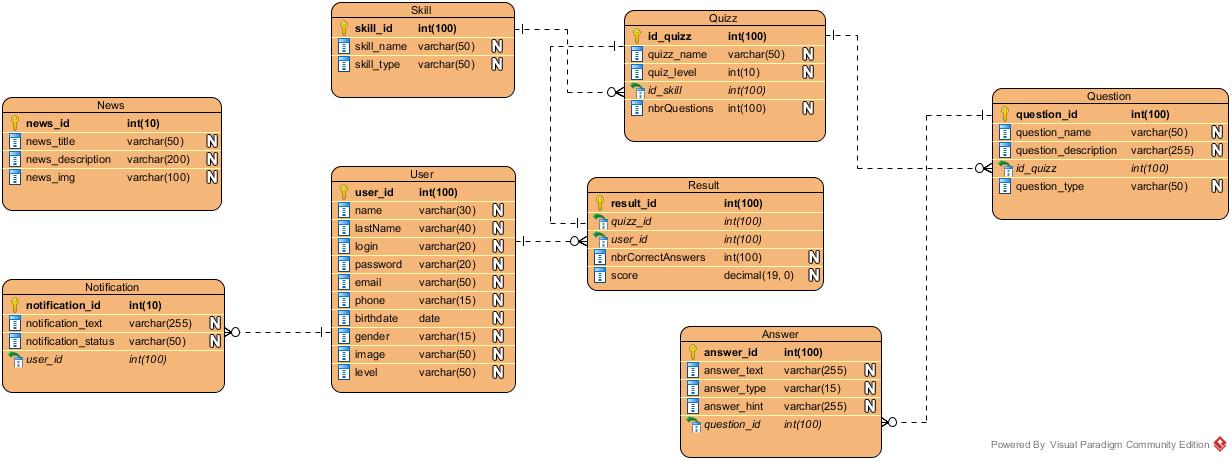 Skill
skill_id int(100)
skill_name varchar(50) N
skill_type varchar(50) N
Quizz
id_quizz int(100)
quizz_name varchar(50) N
quiz_level int(10) N
id_skill int(100)
nbrQuestions int(100) N
Question
question_id int(100)
question_name varchar(50) N
question_description varchar(255) N
id_quizz int(100)
question_type varchar(50) N
News
news_id int(10)
news_title varchar(50) N
news_description varchar(200) N
news_img varchar(100) N
User
user_id int(100)
name varchar(30) N
lastName varchar(40) N
login varchar(20) N
password varchar(20) N
email varchar(50) N
phone varchar(15) N
birthdate date N
gender varchar(15) N
image varchar(50) N
level varchar(50) N
Result
result_id int(100)
quizz_id int(100)
user_id int(100)
nbrCorrectAnswers int(100) N
score decimal(19, 0) N
Notification
notification_id int(10)
notification_text varchar(255) N
notification_status varchar(50) N
user_id int(100)
Answer
answer_id int(100)
answer_text varchar(255) N
answer_type varchar(15) N
answer_hint varchar(255) N
question_id int(100)
Powered By Visual Paradigm Community Edition